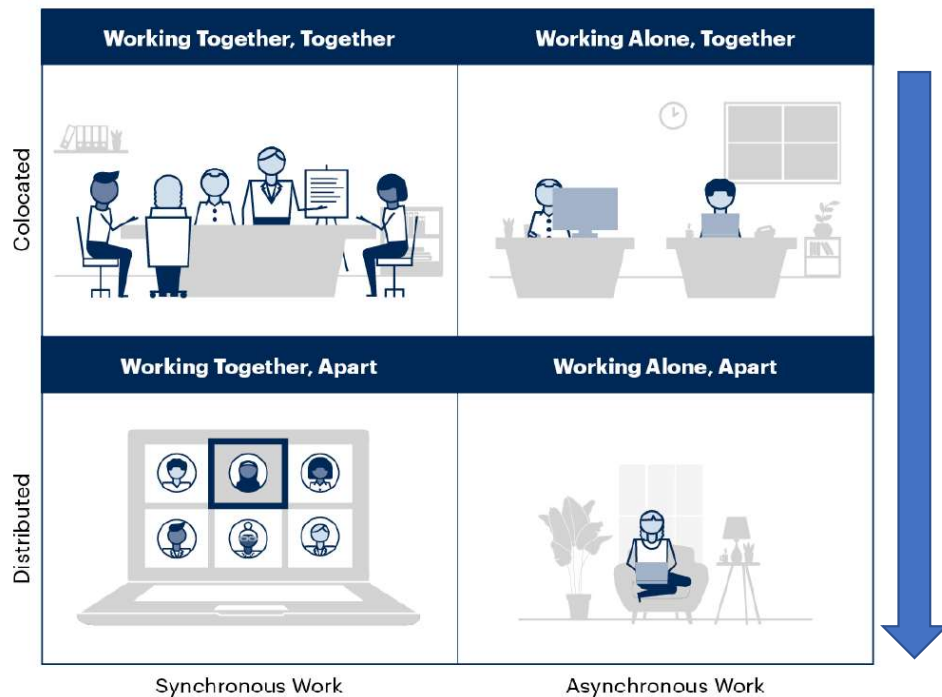 Working Together, Together
Working Alone, Together
Colocated
Working Together, Apart
Working Alone, Apart
Distributed
Synchronous Work
Asynchronous Work